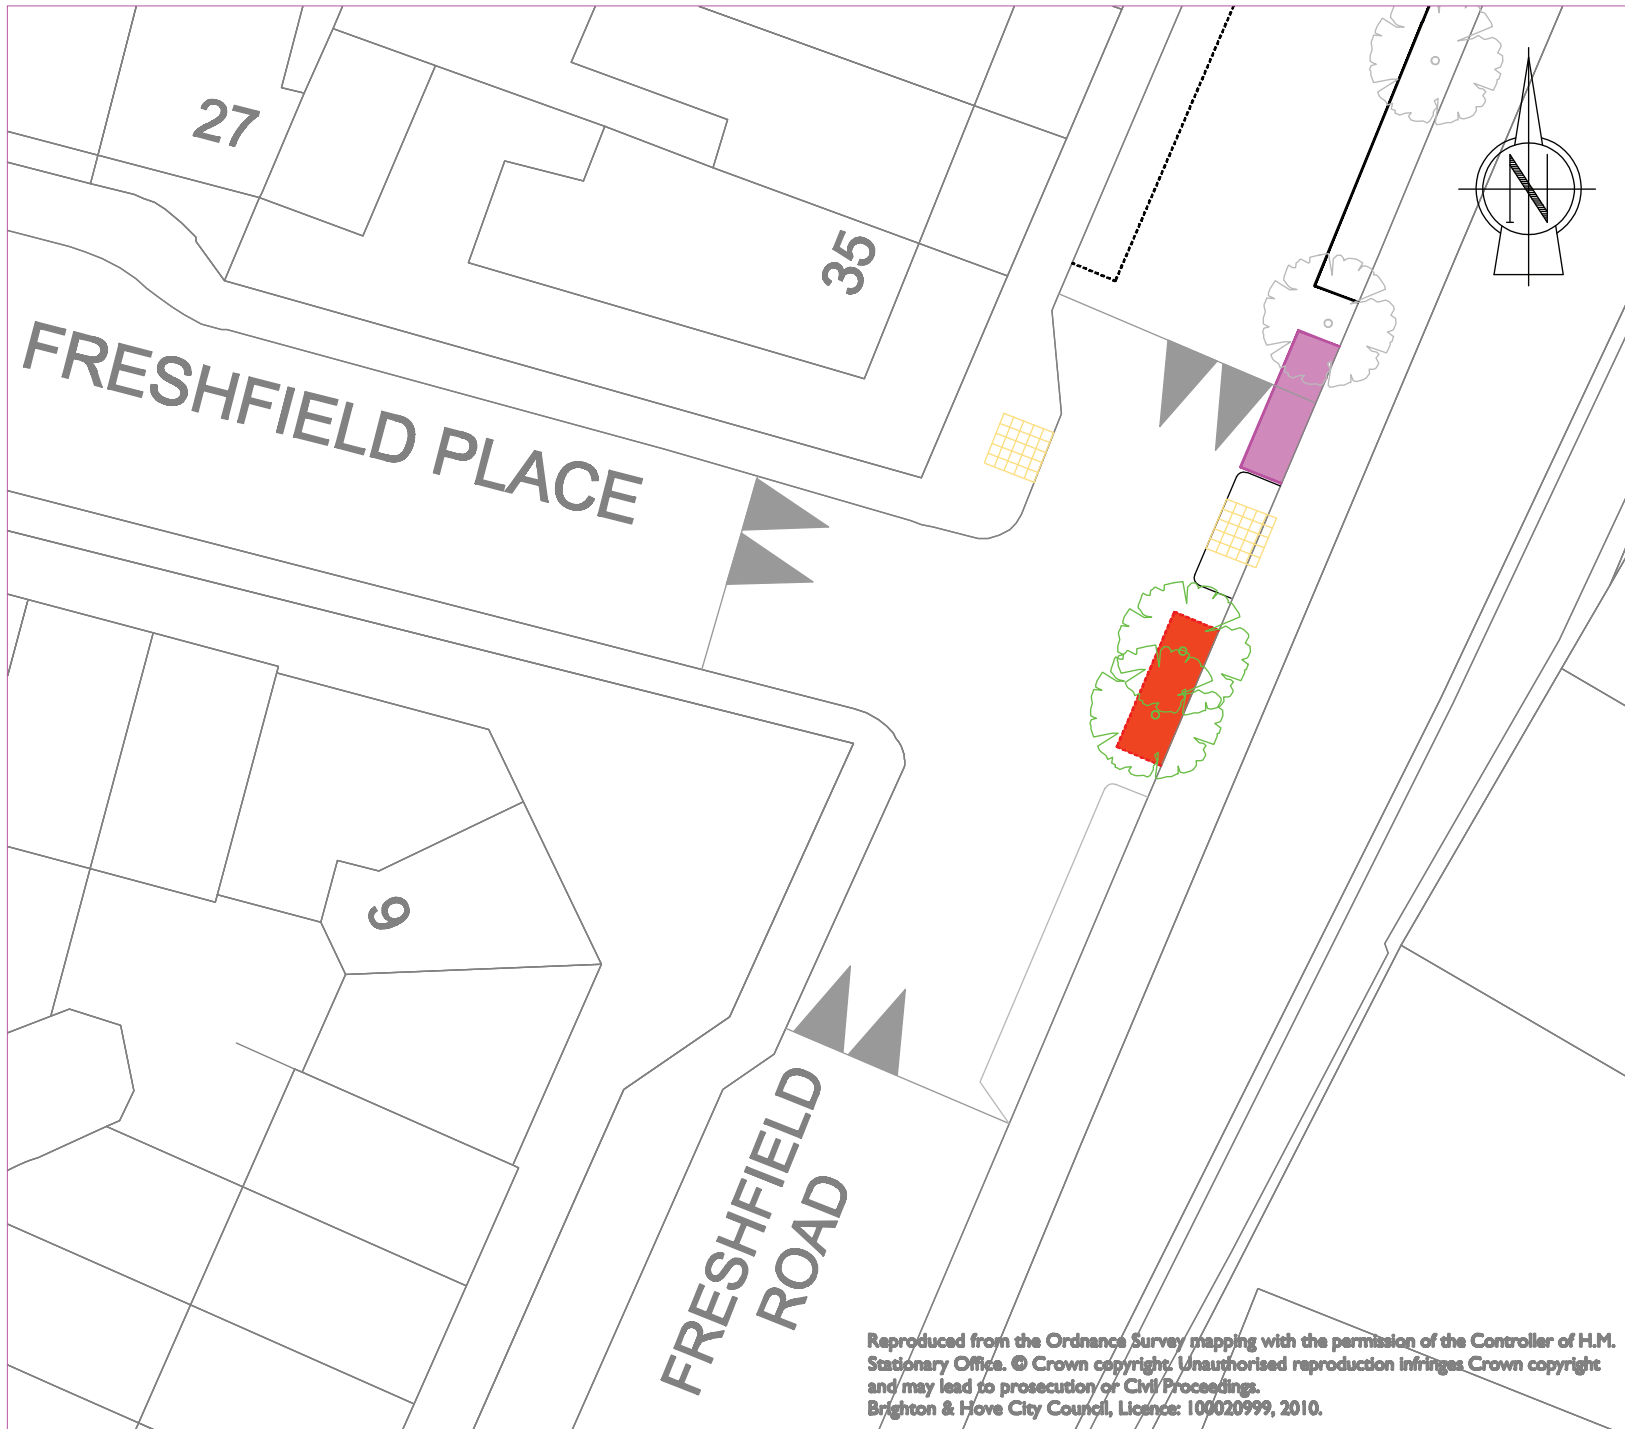 27
35
N
FRESHFIELD PLACE
9
FRESHFIELD
ROAD
Reproduced from the Ordnance Survey mapping with the permission of the Controller of H.M.
Stationary Office. © Crown copyright. Unauthorised reproduction infringes Crown copyright
and may lead to prosecution or Civil Proceedings.
Brighton & Hove City Council, Licence: 100020999, 2010.